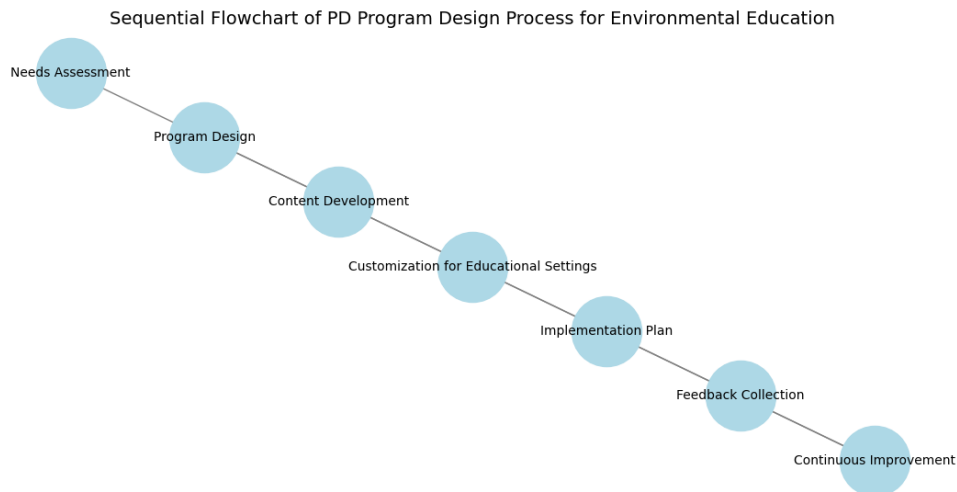 Sequential Flowchart of PD Program Design Process for Environmental Education
Needs Assessment
Program Design
Content Development
Customization for Educational Settings
Implementation Plan
Feedback Collection
Continuous Improvement